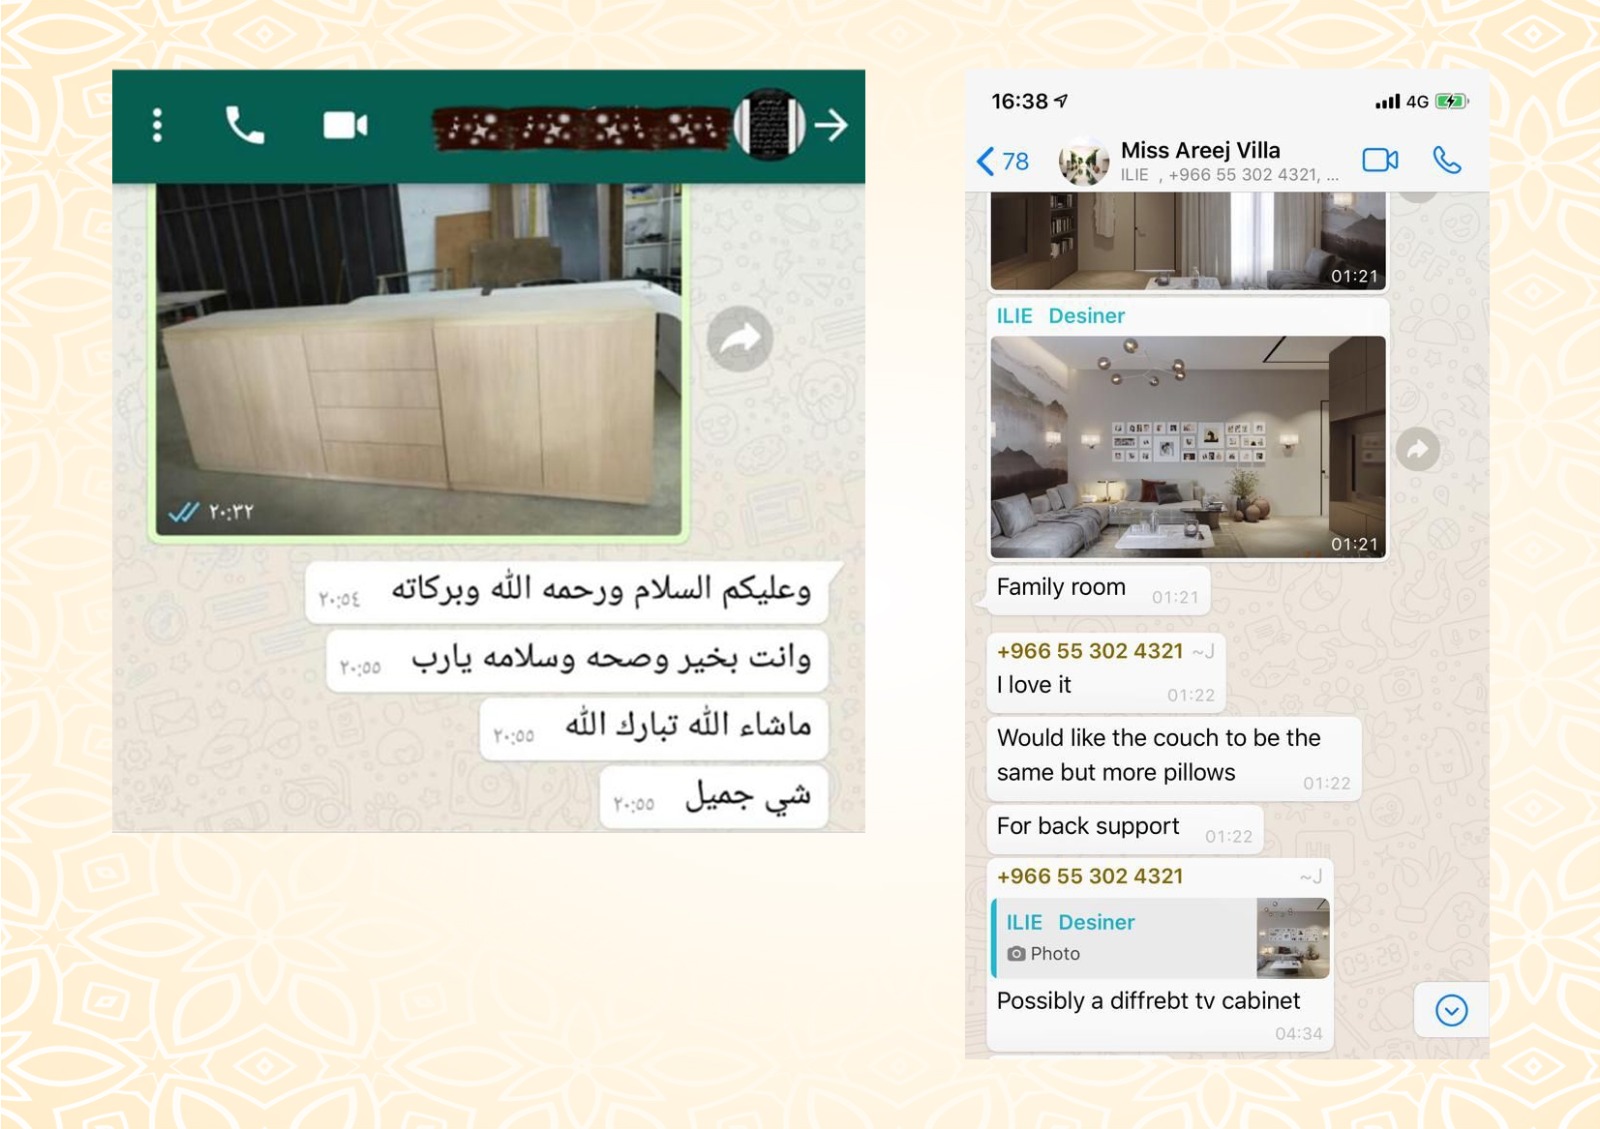 ٢٠:٣٢
وعليكم السلام ورحمه الله وبركاته
٢٠:٥٤
وانت بخير وصحه وسلامه يارب
٢٠:٥٥
ماشاء الله تبارك الله
٢٠:٥٥
شي جميل
٢٠:٥٥
16:38
4G
78
Miss Areej Villa
ILIE , +966 55 302 4321, ...
01:21
ILIE Desiner
01:21
Family room
01:21
+966 55 302 4321 ~J
I love it
01:22
Would like the couch to be the
same but more pillows
01:22
For back support
01:22
+966 55 302 4321 ~J
ILIE Desiner
Photo
Possibly a diffrebt tv cabinet
04:34